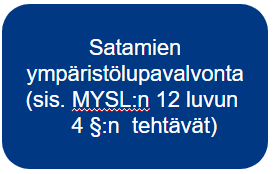 Satamien
ympäristölupavalvonta
(sis. MYSL:n 12 luvun
4 §:n tehtävät)